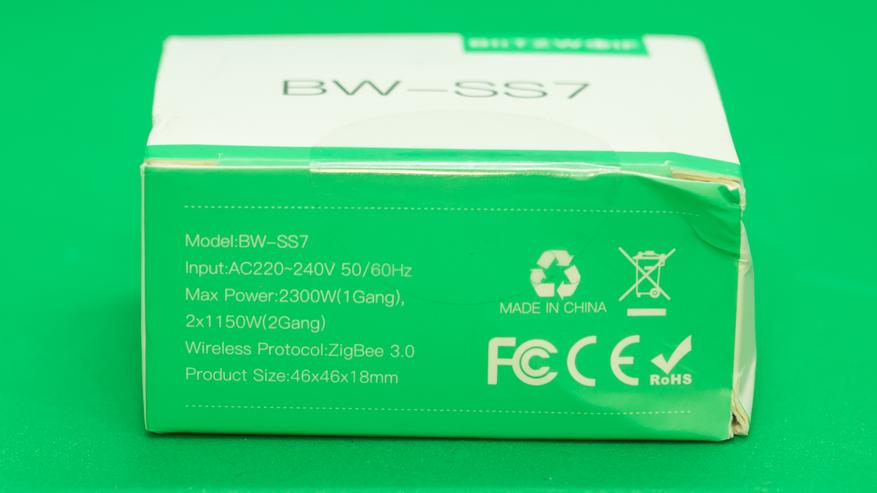 BlitzWolf
BW-SS7
Model:BW-SS7
Input:AC220~240V 50/60Hz
Max Power:2300W(1Gang),
2x1150W(2Gang)
Wireless Protocol:ZigBee 3.0
Product Size:46x46x18mm
MADE IN CHINA
FC CE RoHS